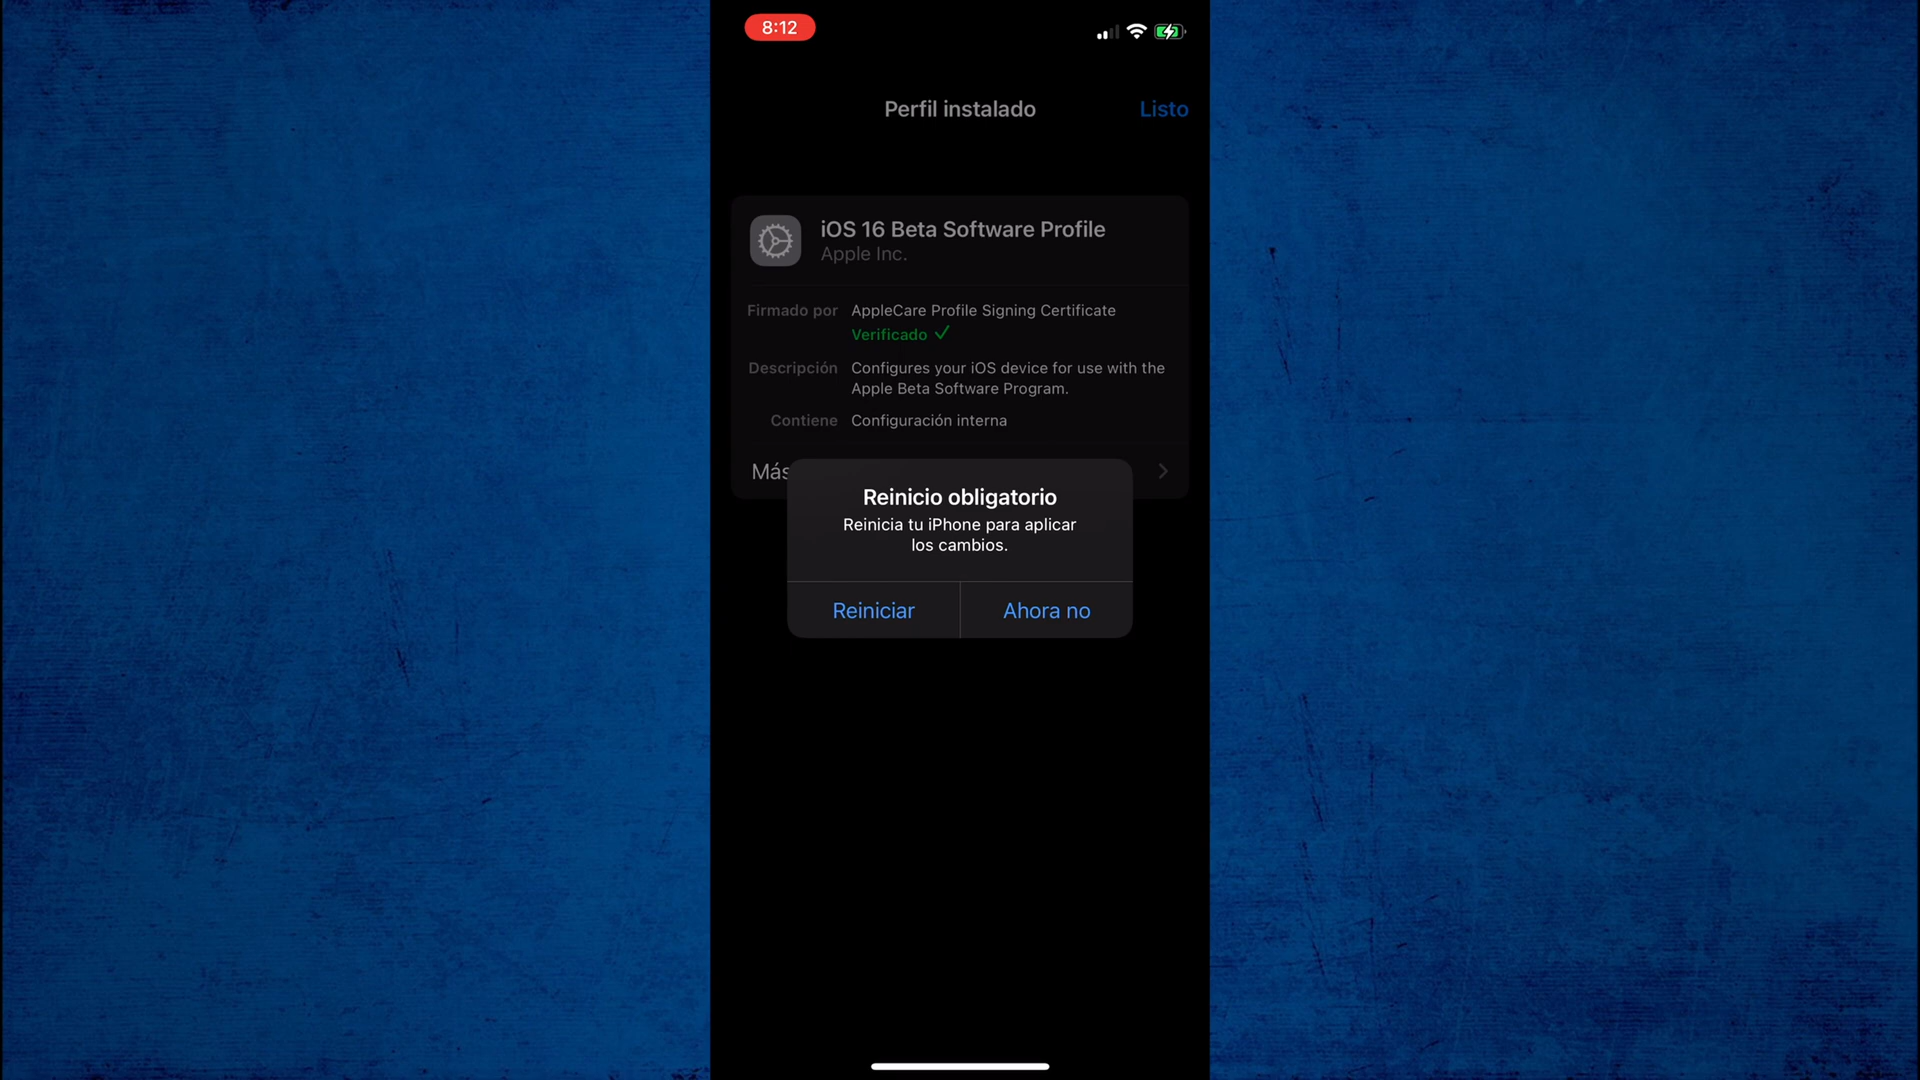 8:12
Perfil instalado
Listo
iOS 16 Beta Software Profile
Apple Inc.
Firmado por
AppleCare Profile Signing Certificate
Verificado ✓
Descripción
Configures your iOS device for use with the
Apple Beta Software Program.
Contiene
Configuración interna
Más
Reinicio obligatorio
Reinicia tu iPhone para aplicar
los cambios.
Reiniciar
Ahora no